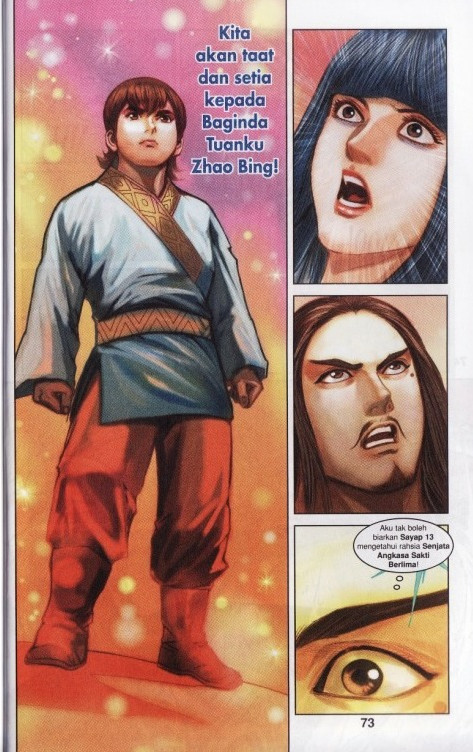 Kita
akan taat
dan setia
kepada
Baginda
Tuanku
Zhao Bing!
Aku tak boleh
biarkan Sayap 13
mengetahui rahsia Senjata
Angkasa Sakti
Berlima!
73